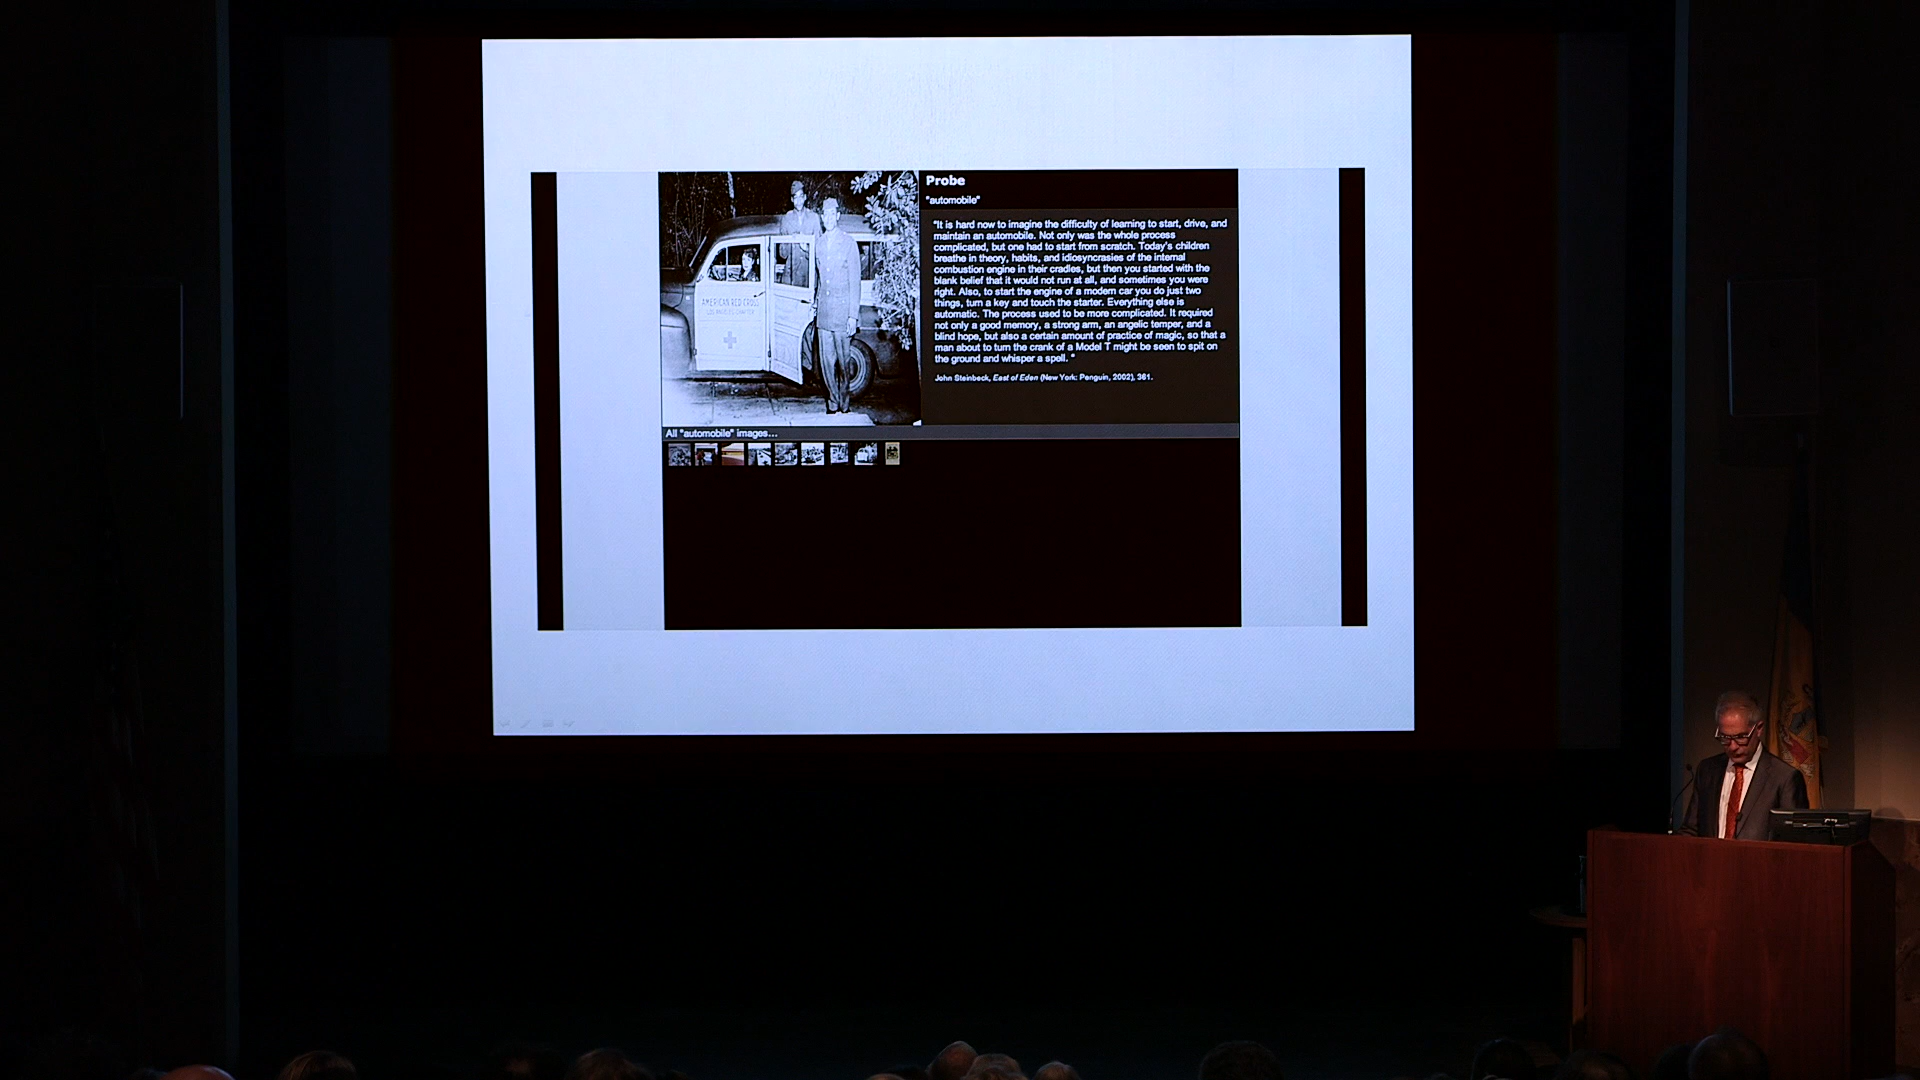 AMERICAN RED CROSS
LOS ANGELES CHAPTER
Probe
"automobile"
"It is hard now to imagine the difficulty of learning to start, drive, and
maintain an automobile. Not only was the whole process
complicated, but one had to start from scratch. Today's children
breathe in theory, habits, and idiosyncrasies of the internal
combustion engine in their cradles, but then you started with the
blank belief that it would not run at all, and sometimes you were
right. Also, to start the engine of a modern car you do just two
things, turn a key and touch the starter. Everything else is
automatic. The process used to be more complicated. It required
not only a good memory, a strong arm, an angelic temper, and a
blind hope, but also a certain amount of practice of magic, so that a
man about to turn the crank of a Model T might be seen to spit on
the ground and whisper a spell. "
John Steinbeck, East of Eden (New York: Penguin, 2002), 361.
All "automobile" images...